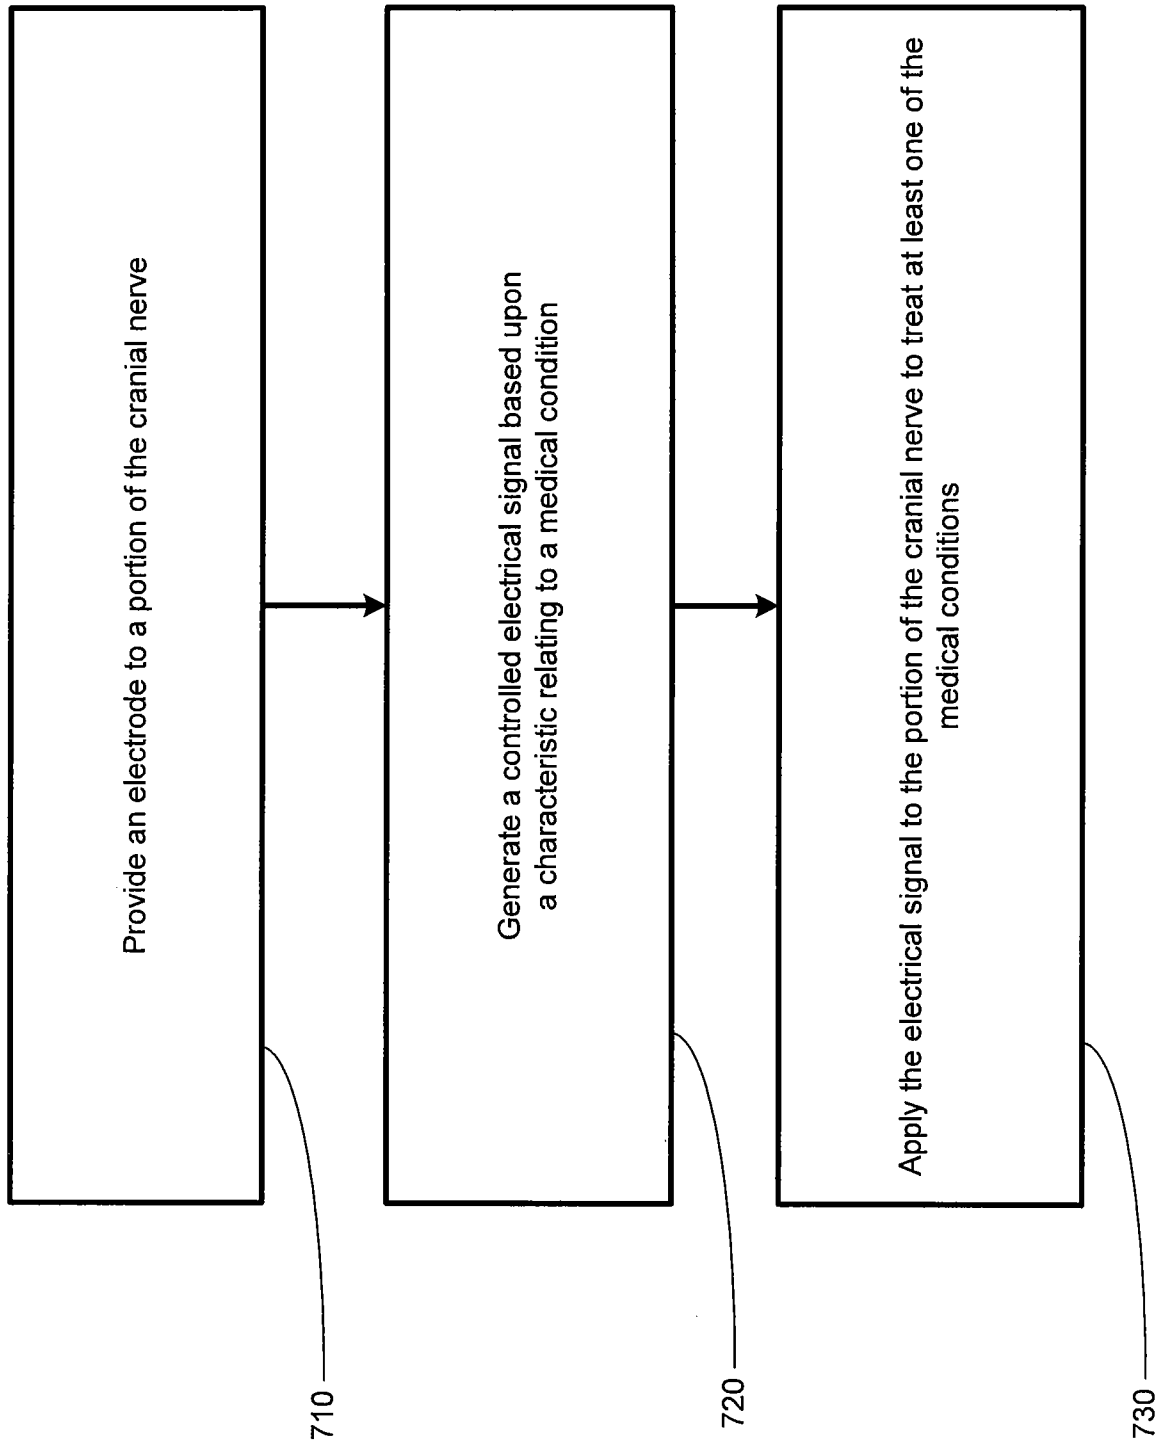 Provide an electrode to a portion of the cranial nerve
710
Generate a controlled electrical signal based upon
a characteristic relating to a medical condition
720
Apply the electrical signal to the portion of the cranial nerve to treat at least one of the
medical conditions
730